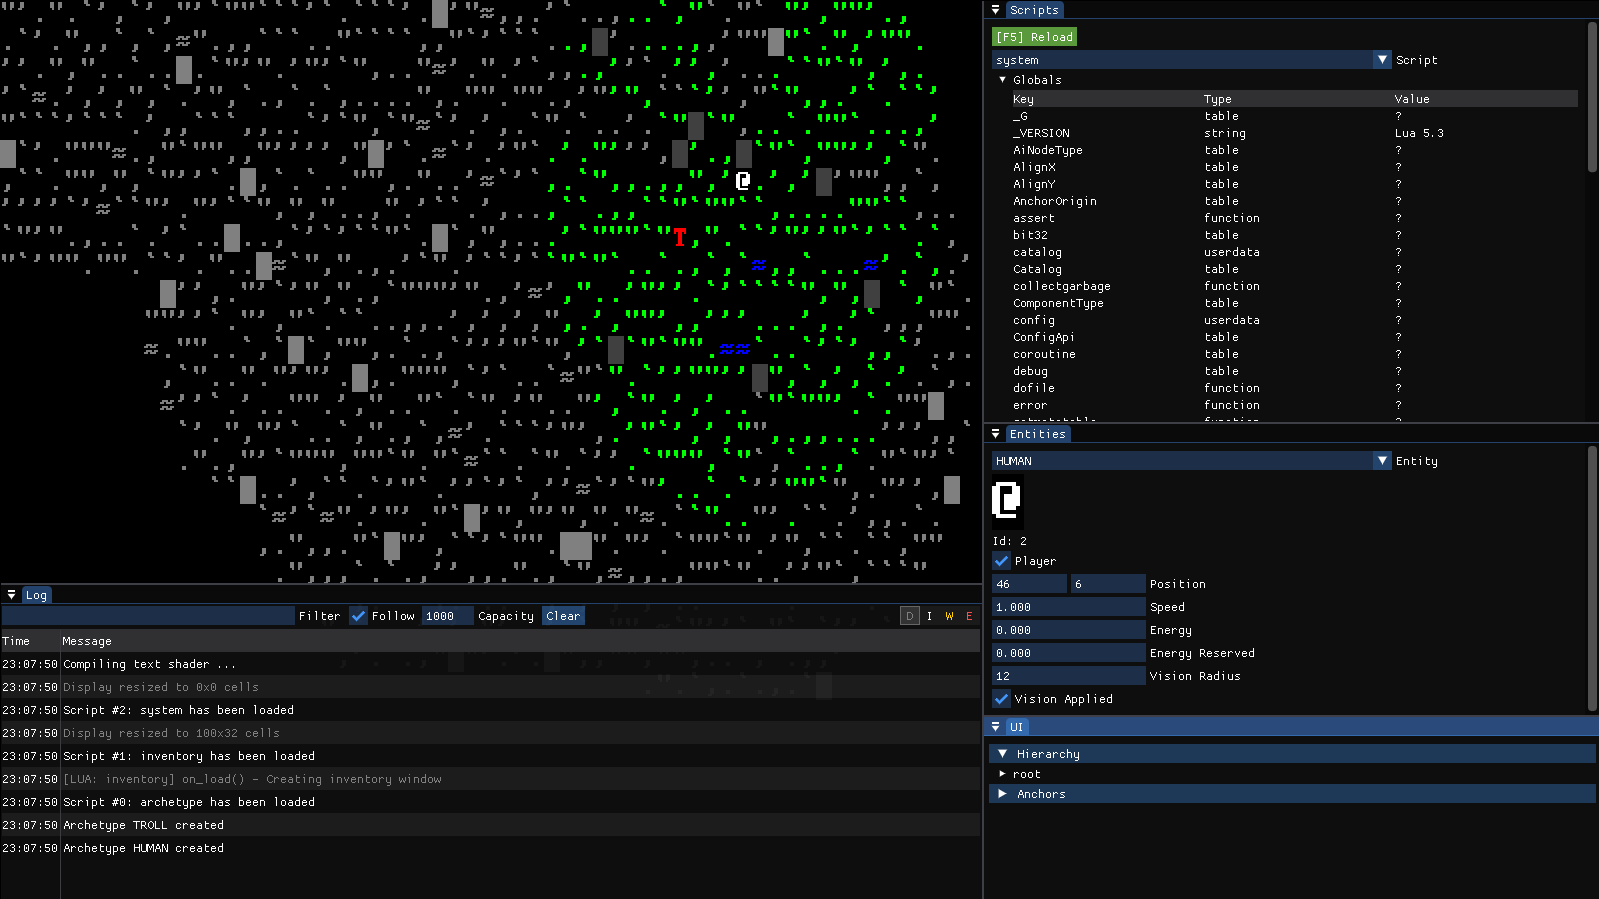 @
T
Scripts
[F5] Reload
system Script
Globals
Key Type Value
_G table ?
_VERSION string Lua 5.3
AiNodeType table ?
AlignX table ?
AlignY table ?
AnchorOrigin table ?
assert function ?
bit32 table ?
catalog userdata ?
Catalog table ?
collectgarbage function ?
ComponentType table ?
config userdata ?
ConfigApi table ?
coroutine table ?
debug table ?
dofile function ?
error function ?
Entities
HUMAN Entity
@
Id: 2
Player
46 6 Position
1.000 Speed
0.000 Energy
0.000 Energy Reserved
12 Vision Radius
Vision Applied
UI
Hierarchy
root
Anchors
Log
Filter Follow 1000 Capacity Clear D I W E
Time Message
23:07:50 Compiling text shader ...
23:07:50 Display resized to 0x0 cells
23:07:50 Script #2: system has been loaded
23:07:50 Display resized to 100x32 cells
23:07:50 Script #1: inventory has been loaded
23:07:50 [LUA: inventory] on_load() - Creating inventory window
23:07:50 Script #0: archetype has been loaded
23:07:50 Archetype TROLL created
23:07:50 Archetype HUMAN created